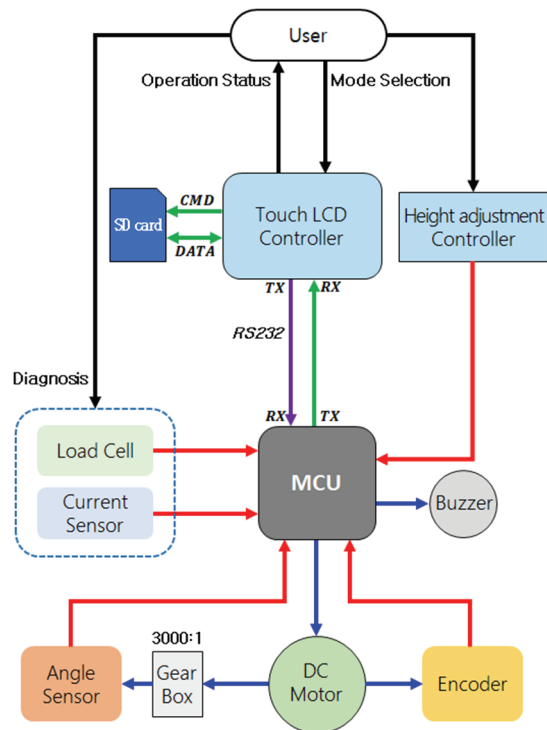 User
Operation Status
Mode Selection
SD card
CMD
DATA
Touch LCD
Controller
Height adjustment
Controller
TX
RX
RS232
Diagnosis
RX
TX
Load Cell
Current
Sensor
MCU
Buzzer
3000:1
Angle
Sensor
Gear
Box
DC
Motor
Encoder